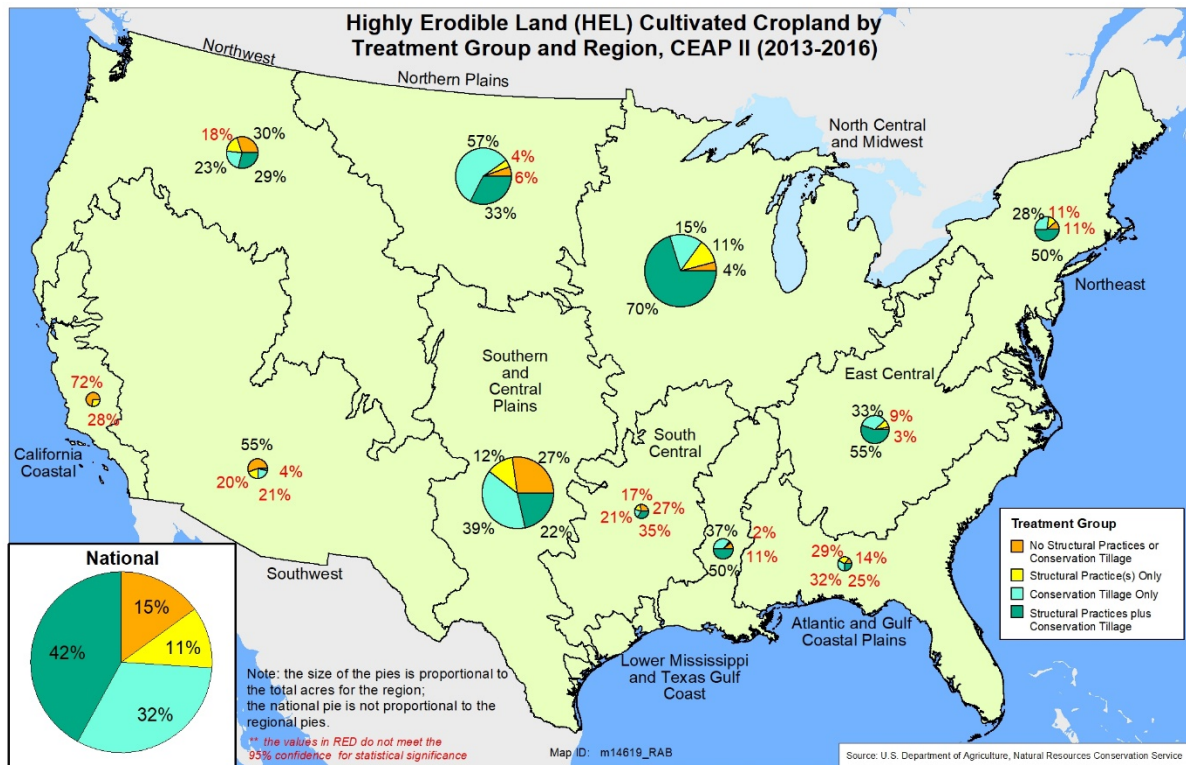 Highly Erodible Land (HEL) Cultivated Cropland by
Treatment Group and Region, CEAP II (2013-2016)
Northwest
Northern Plains
North Central
and Midwest
18%
30%
23%
29%
57%
4%
6%
33%
15%
11%
4%
70%
28%
11%
11%
50%
Northeast
Southern
and
Central
Plains
East Central
33%
9%
3%
55%
72%
28%
California
Coastal
55%
4%
20%
21%
Southwest
12%
27%
39%
22%
South
Central
17%
27%
21%
35%
37%
2%
11%
50%
29%
14%
32%
25%
Atlantic and Gulf
Coastal Plains
Lower Mississippi
and Texas Gulf
Coast
Treatment Group
No Structural Practices or
Conservation Tillage
Structural Practice(s) Only
Conservation Tillage Only
Structural Practices plus
Conservation Tillage
National
15%
11%
42%
32%
Note: the size of the pies is proportional to
the total acres for the region;
the national pie is not proportional to the
regional pies.
** the values in RED do not meet the
95% confidence for statistical significance
Map ID: m14619_RAB
Source: U.S. Department of Agriculture, Natural Resources Conservation Service